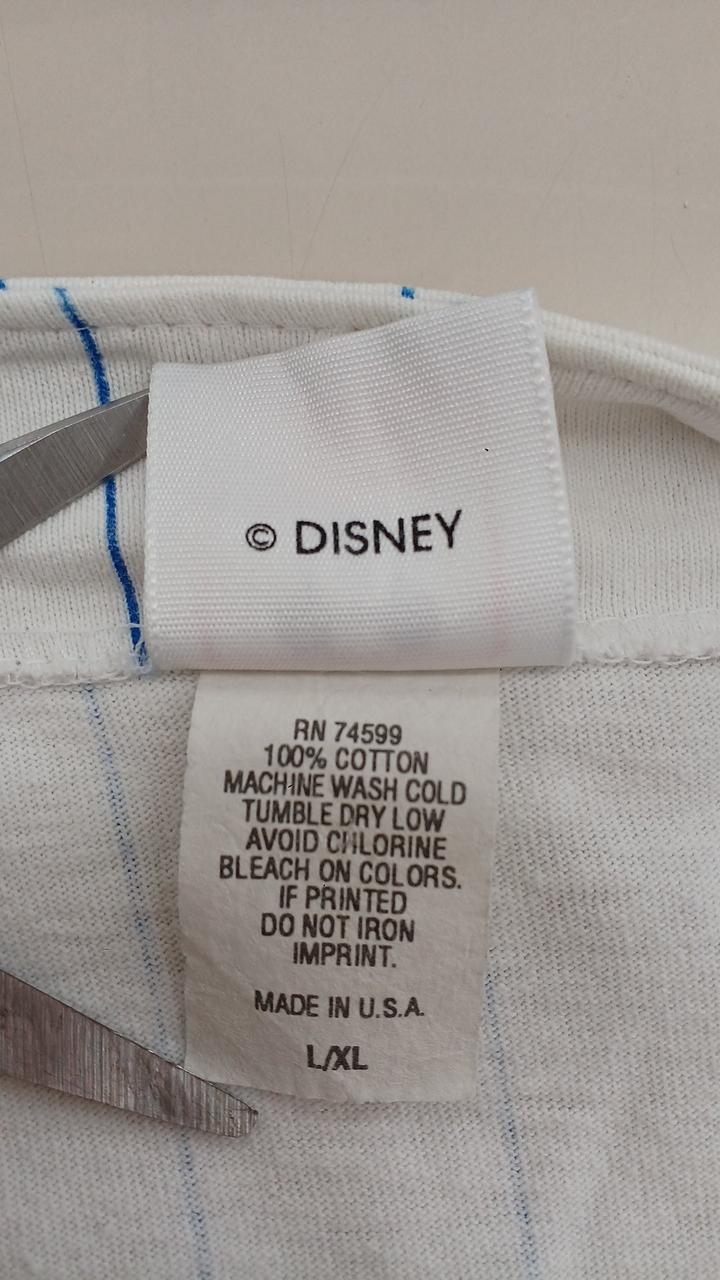 © DISNEY
RN 74599
100% COTTON
MACHINE WASH COLD
TUMBLE DRY LOW
AVOID CHLORINE
BLEACH ON COLORS.
IF PRINTED
DO NOT IRON
IMPRINT.
MADE IN U.S.A.
L/XL